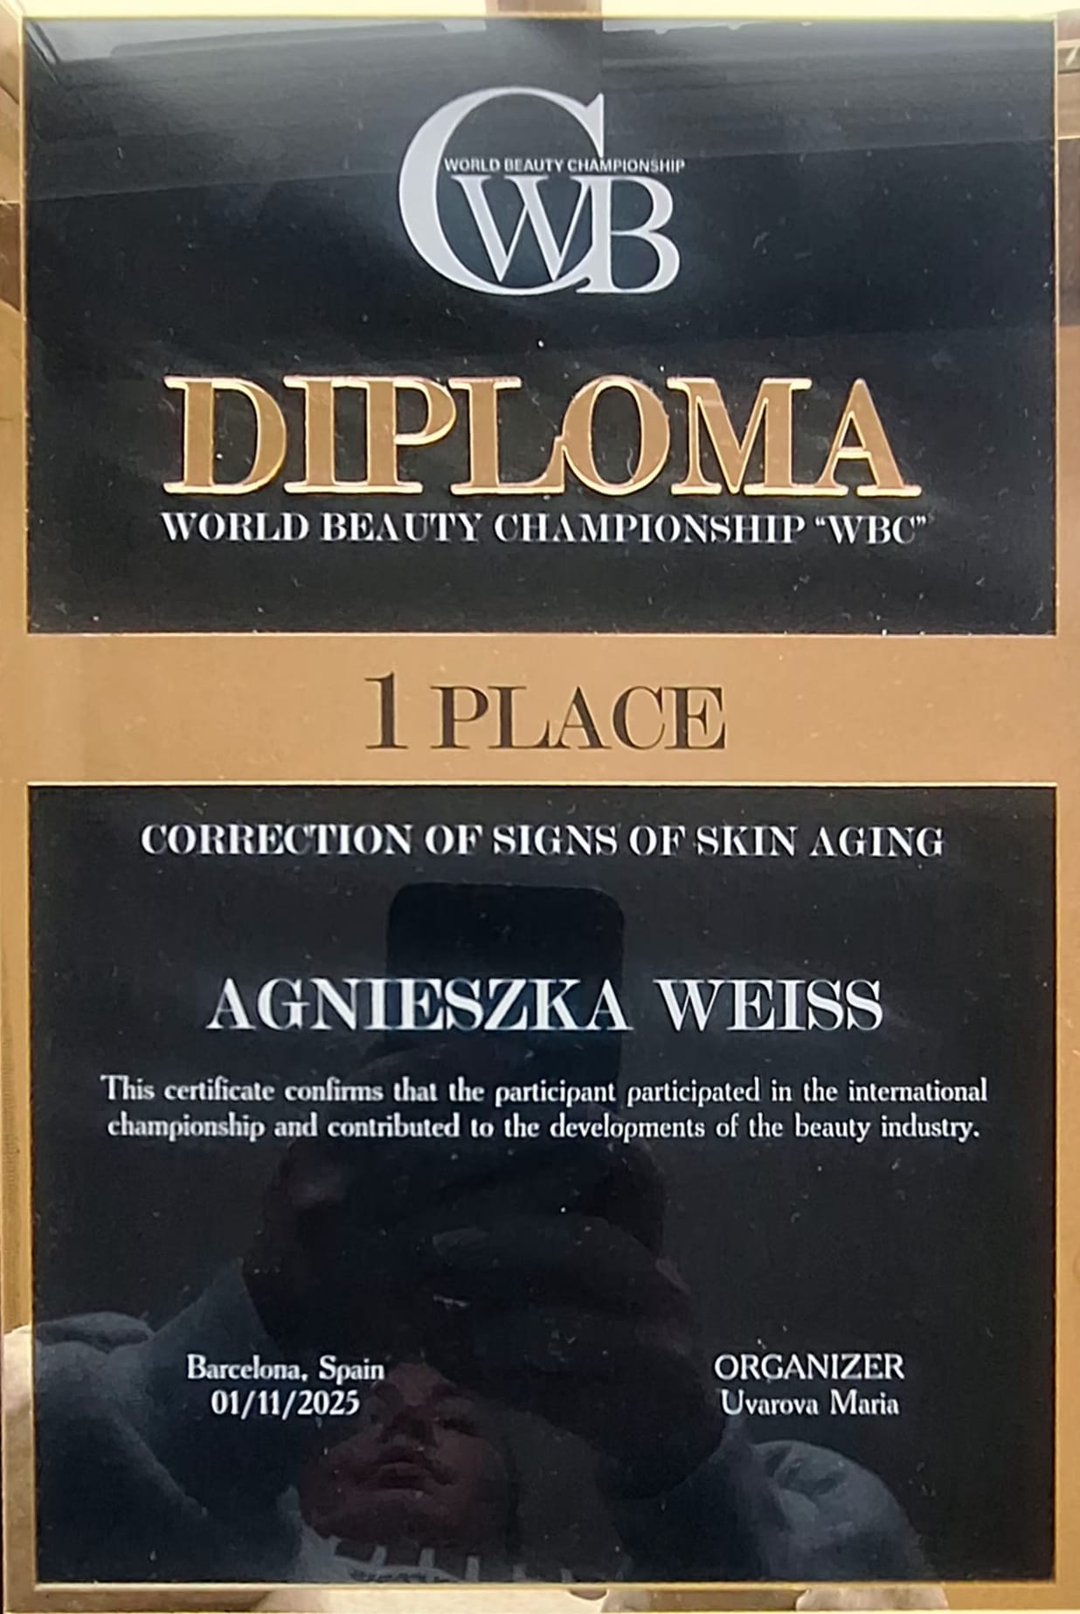 WORLD BEAUTY CHAMPIONSHIP
CWB
DIPLOMA
WORLD BEAUTY CHAMPIONSHIP “WBC”
1 PLACE
CORRECTION OF SIGNS OF SKIN AGING
AGNIESZKA WEISS
This certificate confirms that the participant participated in the international
championship and contributed to the developments of the beauty industry.
Barcelona, Spain
01/11/2025
ORGANIZER
Uvarova Maria